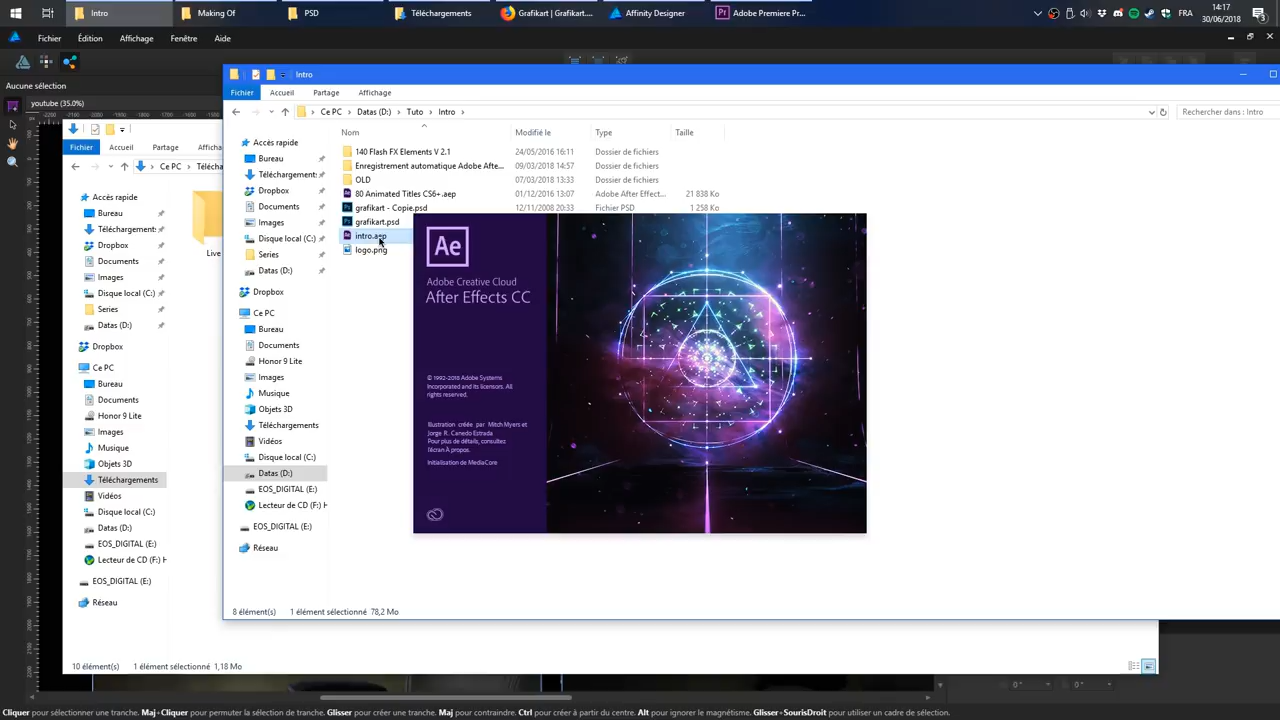 Intro
Making Of
PSD
Téléchargements
Grafikart | Grafikart....
Affinity Designer
Adobe Premiere Pr...
FRA
14:17
30/06/2018
Fichier Édition Affichage Fenêtre Aide
Aucune sélection
youtube (35.0%)
Intro
Fichier Accueil Partage Affichage
Ce PC > Datas (D:) > Tuto > Intro >
Rechercher dans : Intro
Nom Modifié le Type Taille
140 Flash FX Elements V 2.1 24/05/2016 16:11 Dossier de fichiers
Enregistrement automatique Adobe Afte... 09/03/2018 14:57 Dossier de fichiers
OLD 07/03/2018 13:33 Dossier de fichiers
80 Animated Titles CS6+.aep 01/12/2016 13:07 Adobe After Effect... 21 838 Ko
grafikart - Copie.psd 12/11/2008 20:33 Fichier PSD 1 258 Ko
grafikart.psd
intro.aep
logo.png
Accès rapide
Bureau
Téléchargement:
Dropbox
Documents
Images
Disque local (C:)
Series
Datas (D:)
Dropbox
Ce PC
Bureau
Documents
Honor 9 Lite
Images
Musique
Objets 3D
Téléchargements
Vidéos
Disque local (C:)
Datas (D:)
EOS_DIGITAL (E:)
Lecteur de CD (F:) H
EOS_DIGITAL (E:)
Réseau
8 élément(s) 1 élément sélectionné 78,2 Mo
Ae
Adobe Creative Cloud
After Effects CC
© 1992-2018 Adobe Systems
Incorporated et its licensors. All
rights reserved.
Illustration créée par Mitch Myers et
Jorge R. Canedo Estrada
Pour plus de détails, consultez
l'écran À propos.
Initialisation de MediaCore
Fichier Accueil Partage Afficha
Ce PC > Télécha
Accès rapide
Bureau
Téléchargement:
Dropbox
Documents
Images
Disque local (C:)
Series
Datas (D:)
Dropbox
Ce PC
Bureau
Documents
Honor 9 Lite
Images
Musique
Objets 3D
Téléchargements
Vidéos
Disque local (C:)
Datas (D:)
EOS_DIGITAL (E:)
Lecteur de CD (F:) H
EOS_DIGITAL (E:)
Réseau
Live
10 élément(s) 1 élément sélectionné 1,18 Mo
Cliquer pour sélectionner une tranche. Maj+Cliquer pour permuter la sélection de tranche. Glisser pour créer une tranche. Maj pour contraindre. Ctrl pour créer à partir du centre. Alt pour ignorer le magnétisme. Glisser+SourisDroit pour utiliser un cadre de sélection.